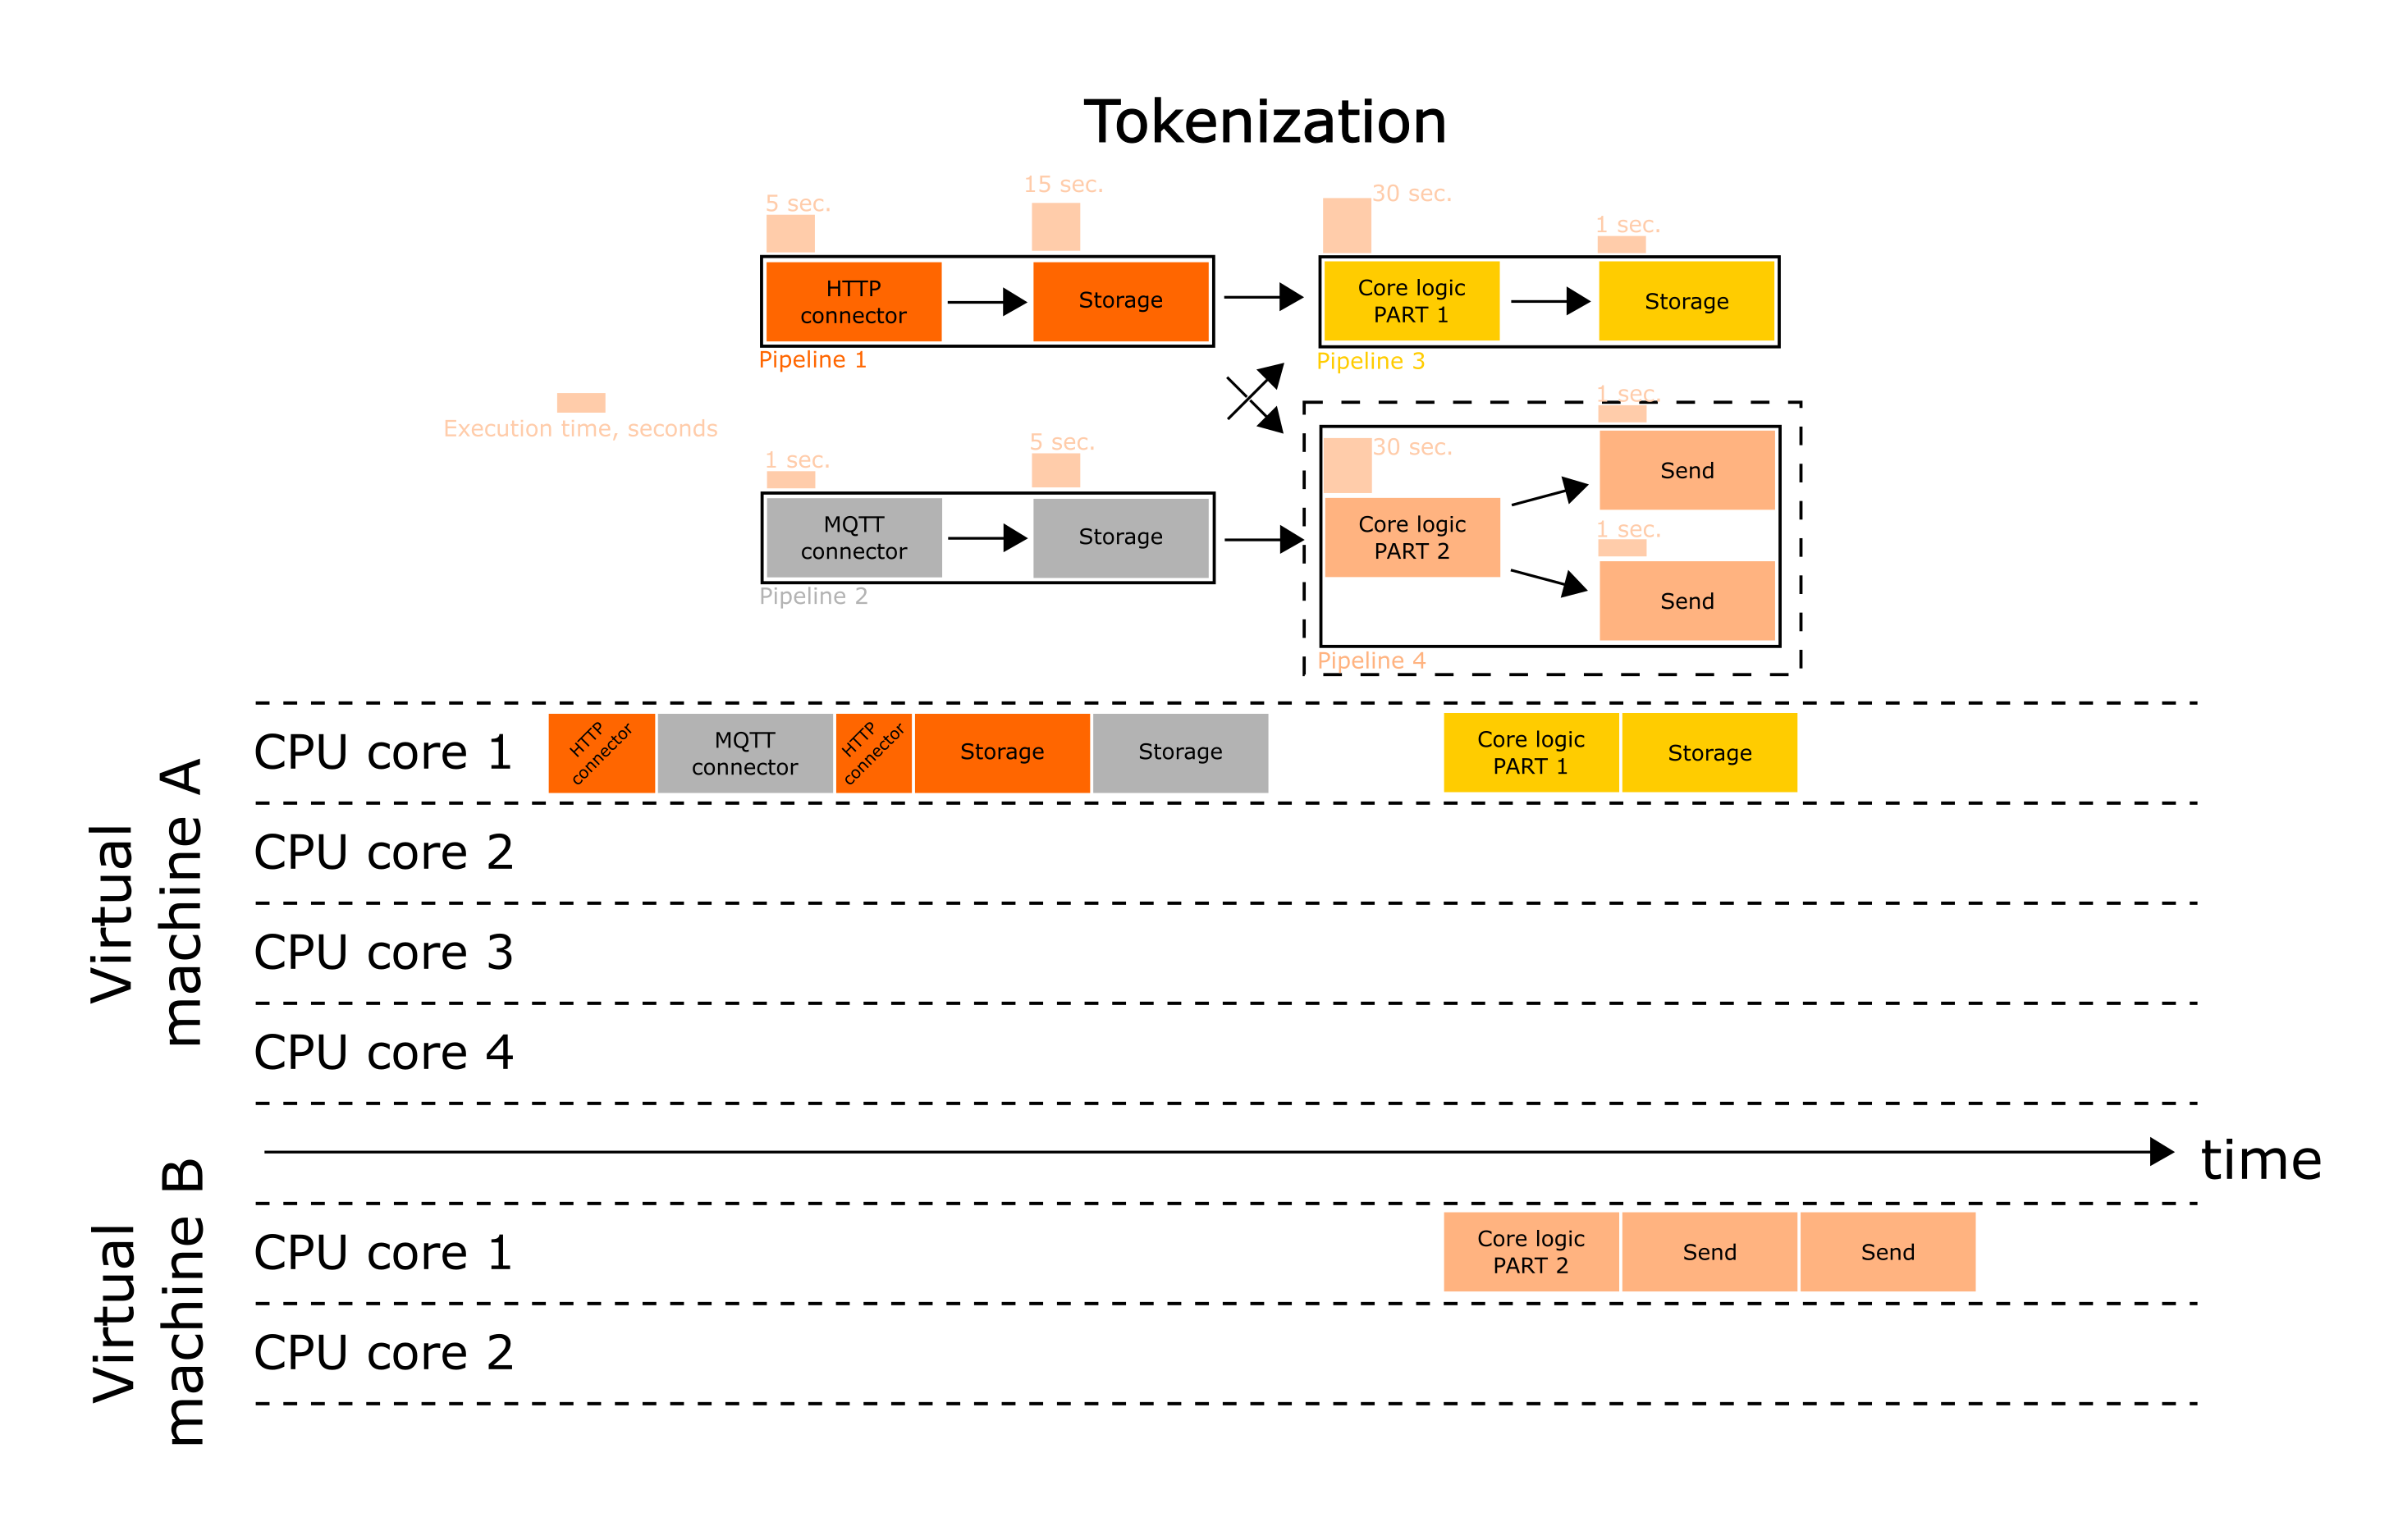 Tokenization
5 sec.
15 sec.
30 sec.
1 sec.
HTTP
connector
Storage
Core logic
PART 1
Storage
Pipeline 1
Pipeline 3
Execution time, seconds
1 sec.
5 sec.
1 sec.
30 sec.
Send
MQTT
connector
Storage
Core logic
PART 2
1 sec.
Send
Pipeline 2
Pipeline 4
Virtual
machine A
CPU core 1
HTTP
connector
MQTT
connector
HTTP
connector
Storage
Storage
Core logic
PART 1
Storage
CPU core 2
CPU core 3
CPU core 4
time
Virtual
machine B
CPU core 1
Core logic
PART 2
Send
Send
CPU core 2